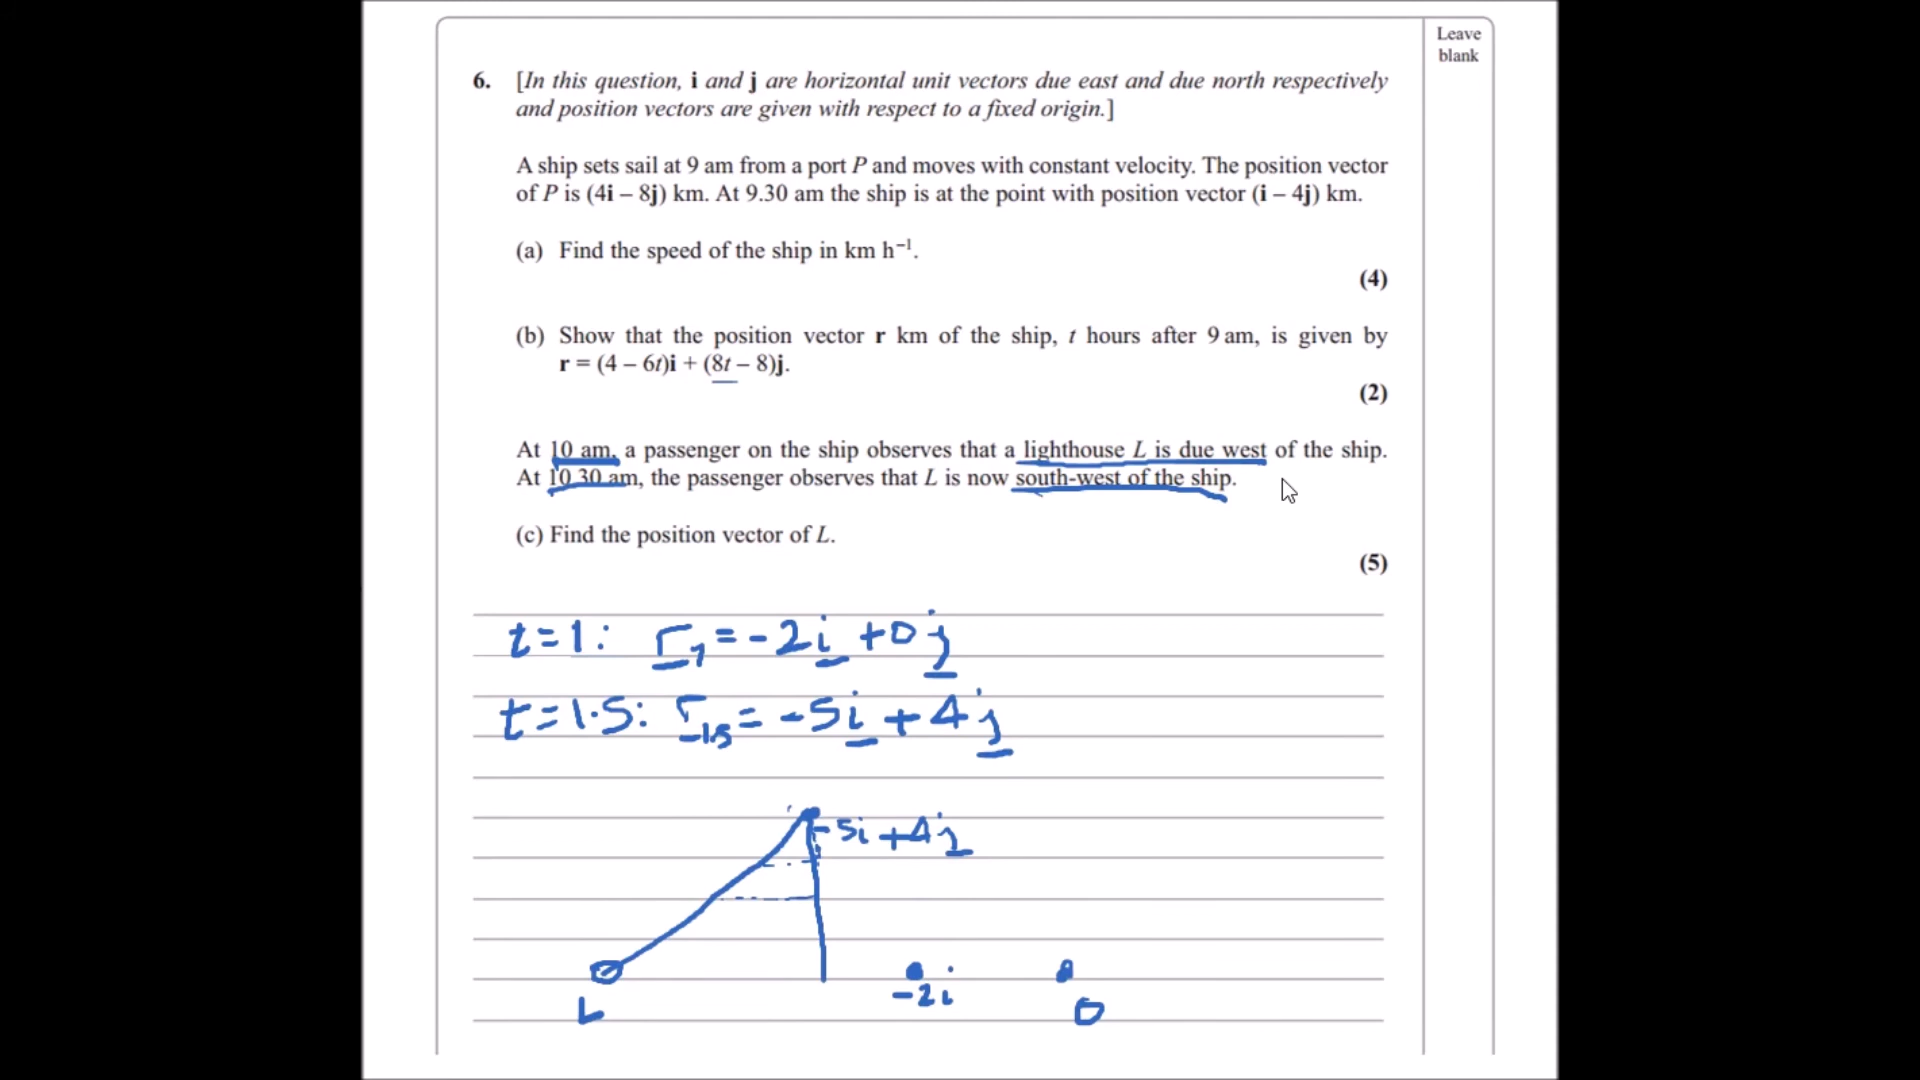 Leave
blank
6. [In this question, i and j are horizontal unit vectors due east and due north respectively
and position vectors are given with respect to a fixed origin.]
A ship sets sail at 9 am from a port P and moves with constant velocity. The position vector
of P is (4i – 8j) km. At 9.30 am the ship is at the point with position vector (i – 4j) km.
(a) Find the speed of the ship in km h⁻¹.
(4)
(b) Show that the position vector r km of the ship, t hours after 9 am, is given by
r = (4 – 6t)i + (8t – 8)j.
(2)
At 10 am, a passenger on the ship observes that a lighthouse L is due west of the ship.
At 10.30 am, the passenger observes that L is now south-west of the ship.
(c) Find the position vector of L.
(5)
t=1: r₁ = -2i +0j
t=1.5: r₁.₅ = -5i + 4j
-5i +4j
-2i
L
O